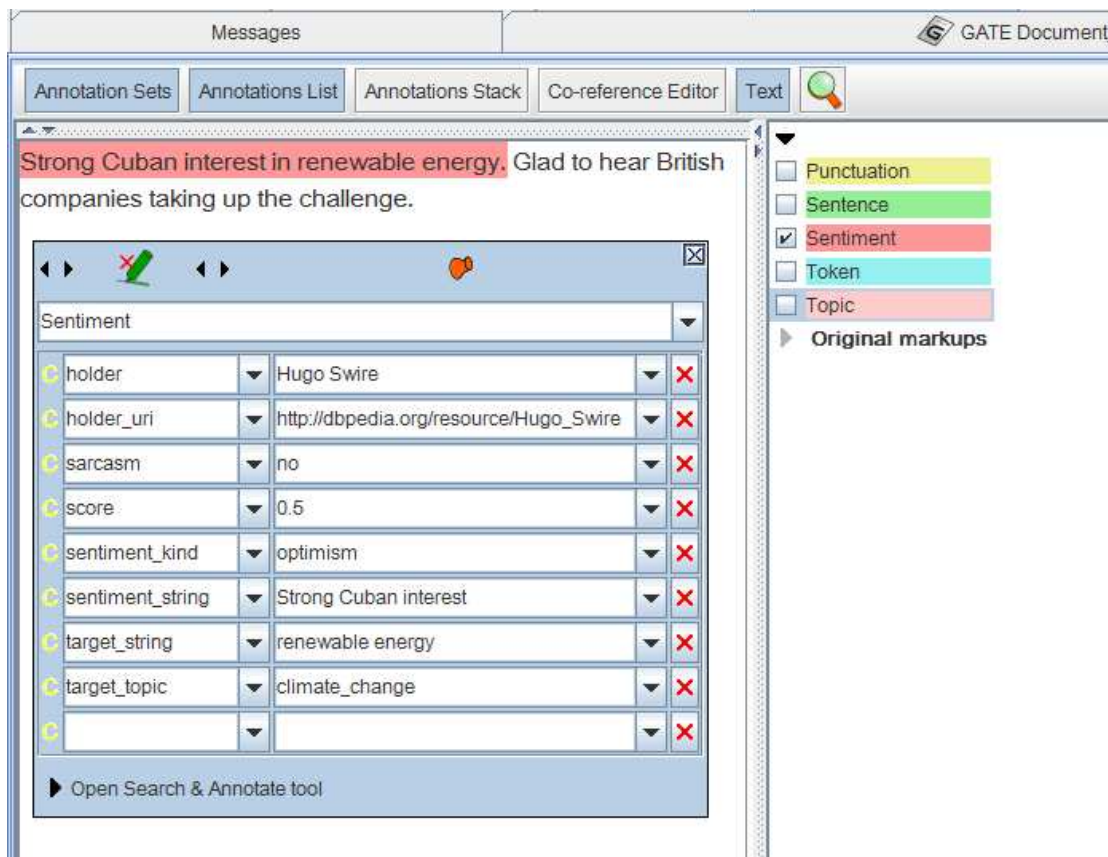 Messages
GATE Document
Annotation Sets Annotations List Annotations Stack Co-reference Editor Text
Strong Cuban interest in renewable energy. Glad to hear British
companies taking up the challenge.
Sentiment
C holder Hugo Swire
C holder_uri http://dbpedia.org/resource/Hugo_Swire
C sarcasm no
C score 0.5
C sentiment_kind optimism
C sentiment_string Strong Cuban interest
C target_string renewable energy
C target_topic climate_change
C
Open Search & Annotate tool
Punctuation
Sentence
Sentiment
Token
Topic
Original markups